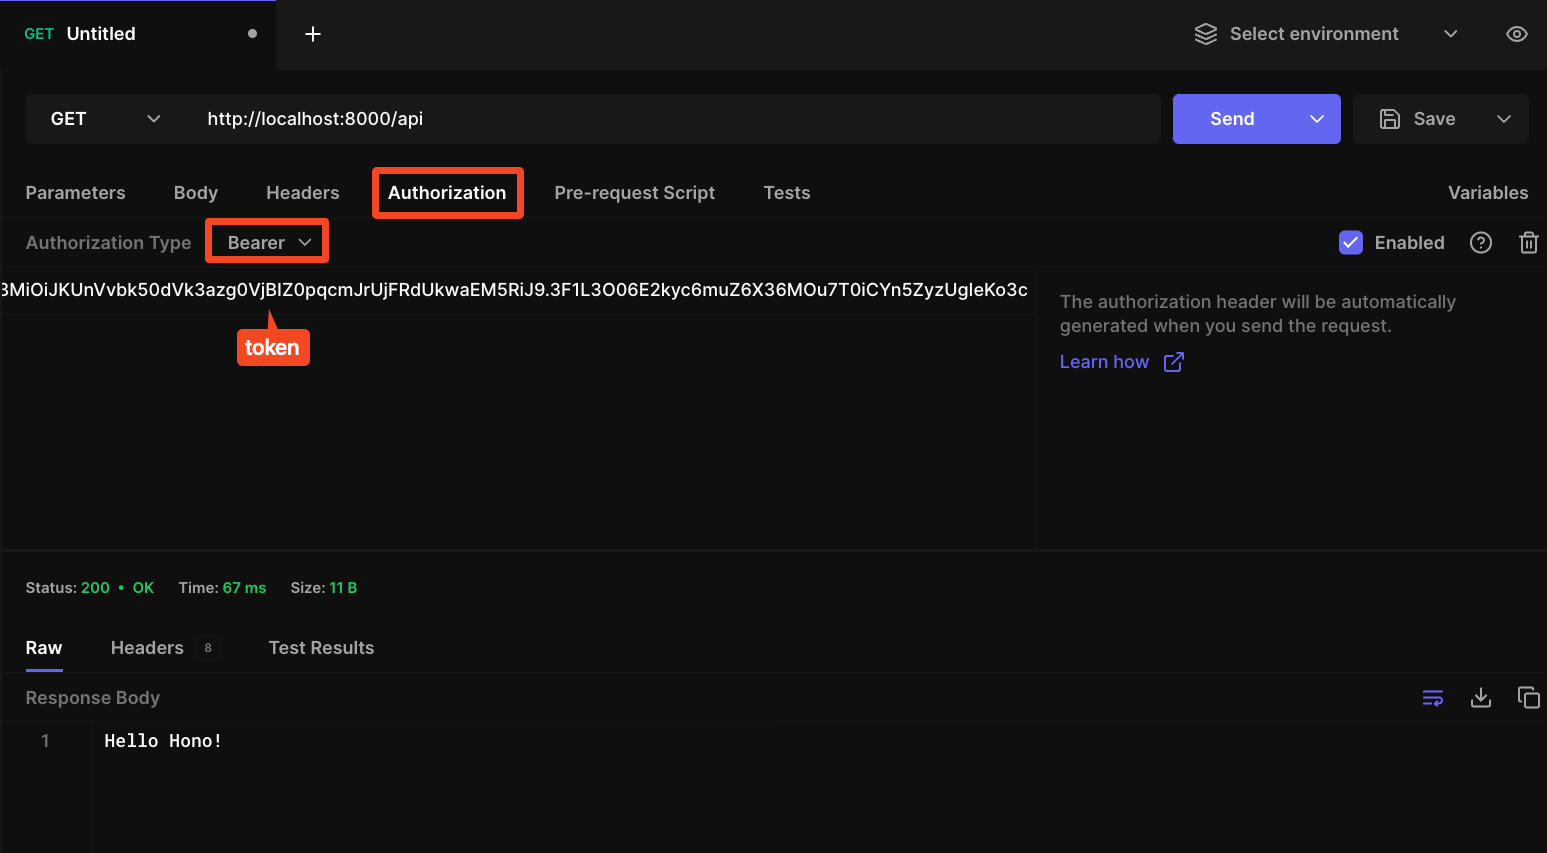 GET Untitled
Select environment
GET http://localhost:8000/api Send Save
Parameters Body Headers Authorization Pre-request Script Tests Variables
Authorization Type Bearer Enabled
3MiOiJKUnVvbk50dVk3azg0VjBIZ0pqcmJrUjFRdUkwaEM5RiJ9.3F1L3O06E2kyc6muZ6X36MOu7T0iCYn5ZyzUgIeKo3c
token
The authorization header will be automatically
generated when you send the request.
Learn how
Status: 200 • OK Time: 67 ms Size: 11 B
Raw Headers 8 Test Results
Response Body
1 Hello Hono!